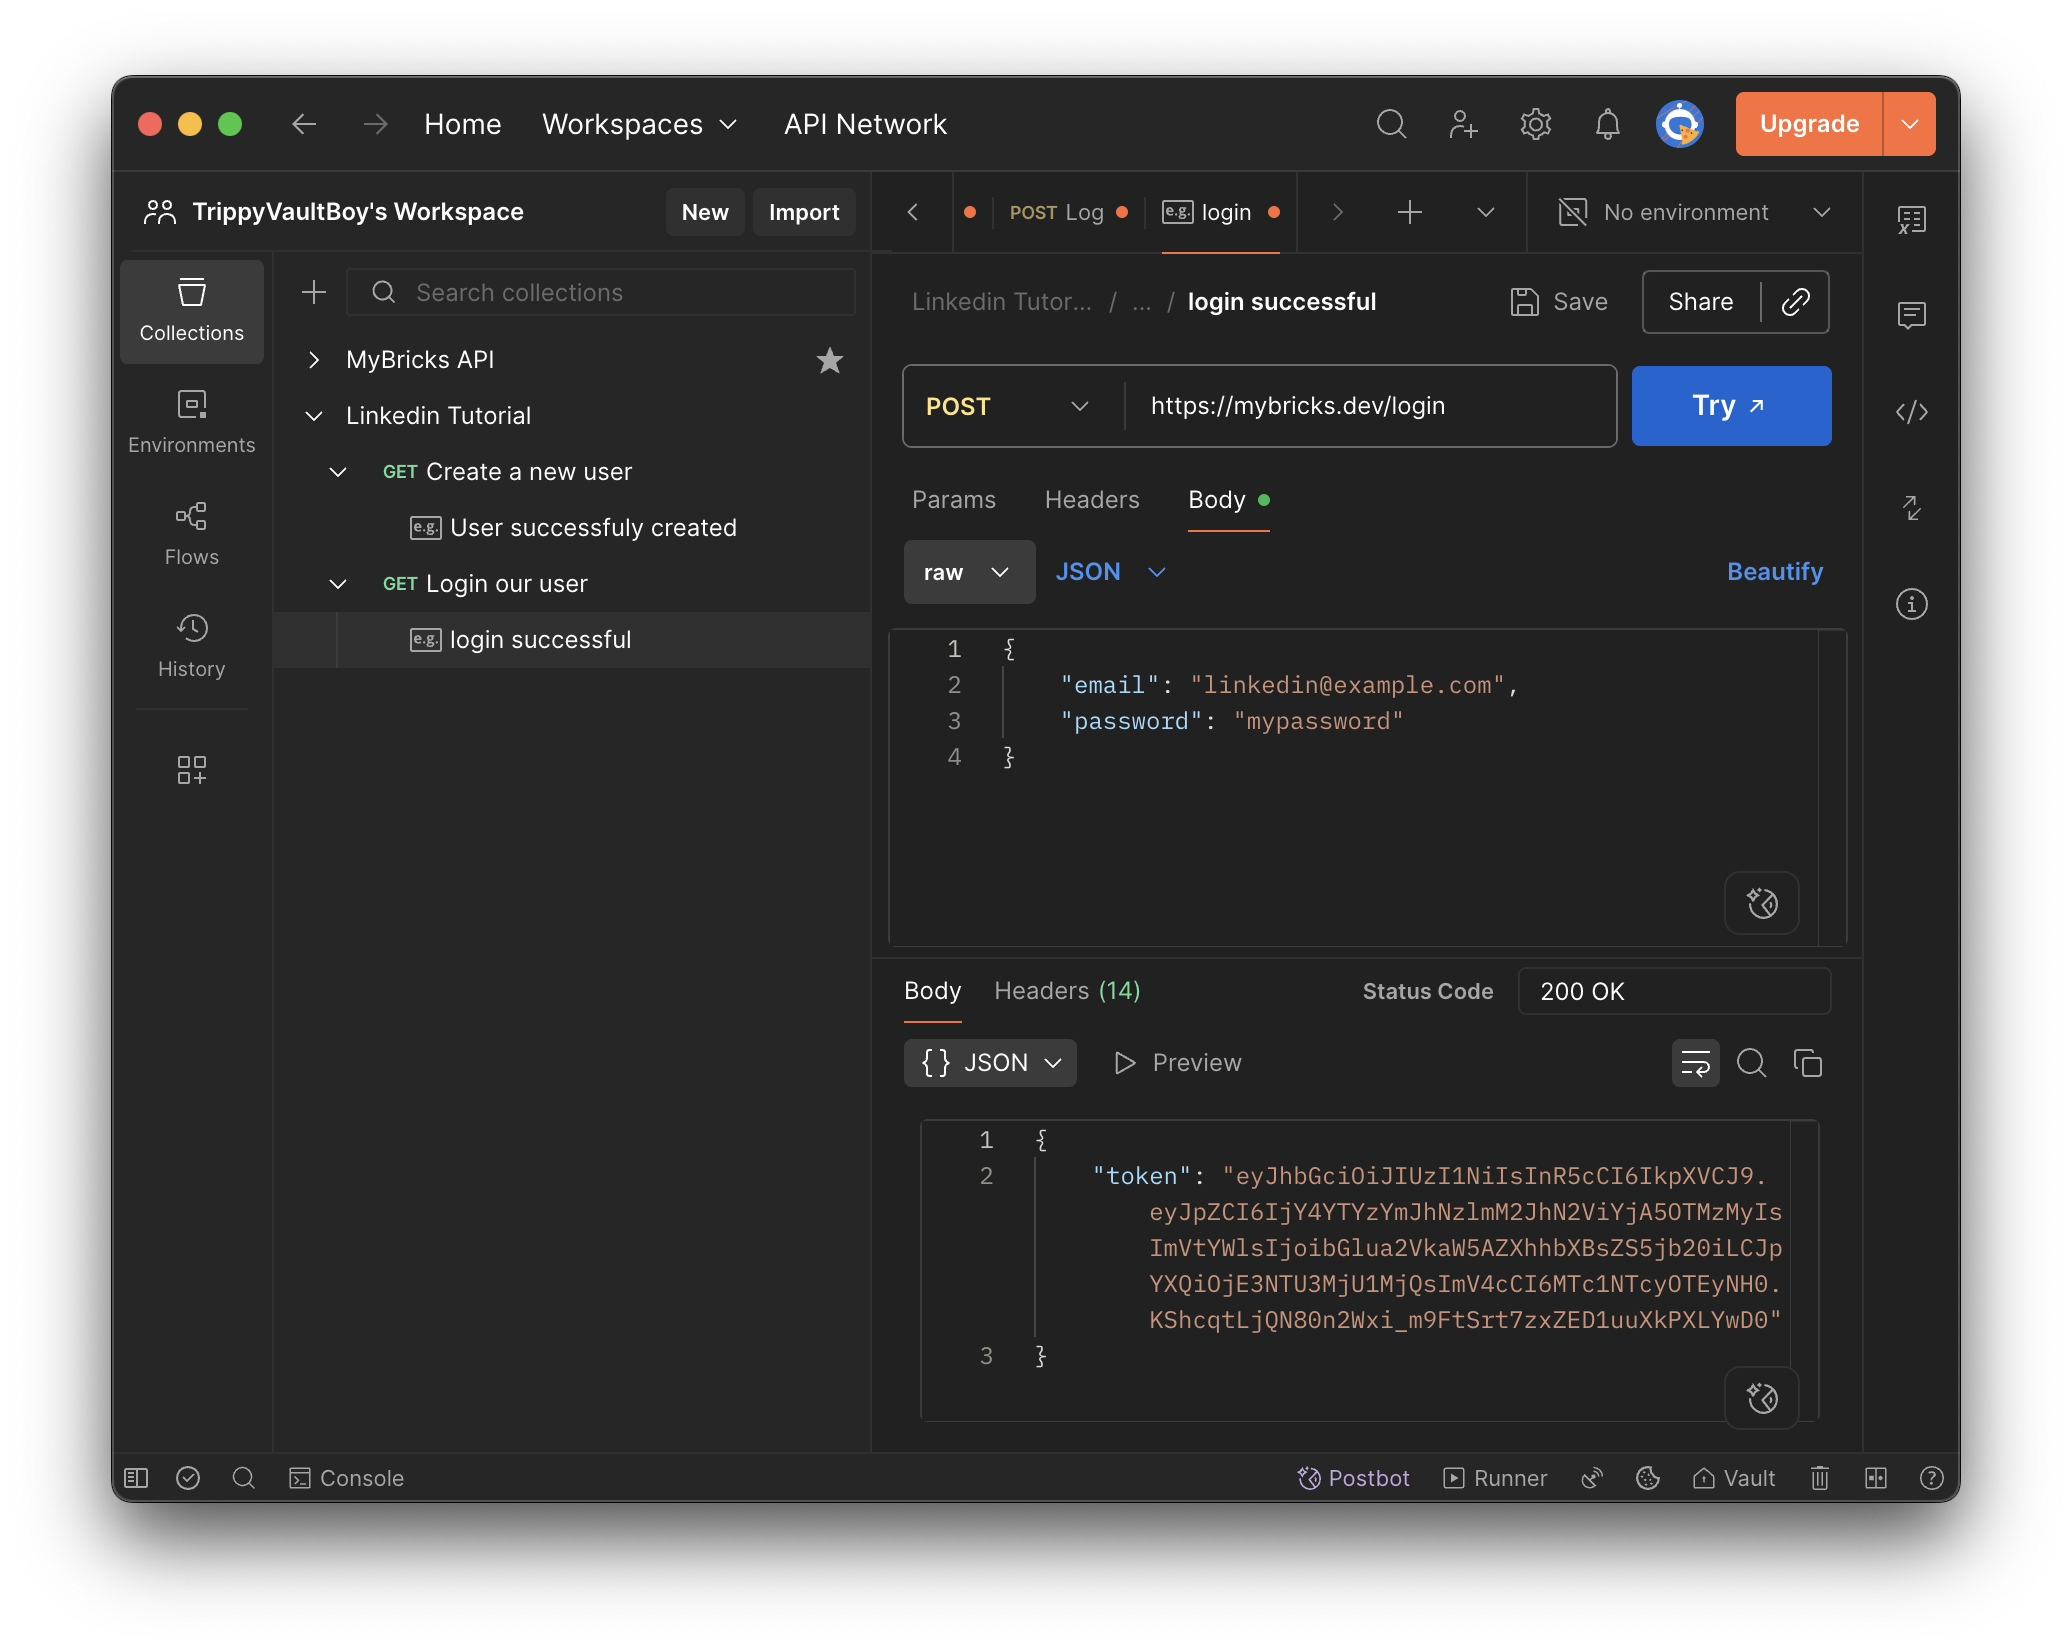 Home Workspaces API Network Upgrade
TrippyVaultBoy's Workspace New Import
POST Log e.g. login No environment
Collections
Environments
Flows
History
Search collections
MyBricks API
Linkedin Tutorial
GET Create a new user
e.g. User successfuly created
GET Login our user
e.g. login successful
Linkedin Tutor... / ... / login successful Save Share
POST https://mybricks.dev/login Try
Params Headers Body
raw JSON Beautify
1 {
2 "email": "linkedin@example.com",
3 "password": "mypassword"
4 }
Body Headers (14) Status Code 200 OK
{} JSON Preview
1 {
2 "token": "eyJhbGciOiJIUzI1NiIsInR5cCI6IkpXVCJ9.
eyJpZCI6IjY4YTYzYmJhNzlmM2JhN2ViYjA5OTMzMyIs
ImVtYWlsIjoibGlua2VkaW5AZXhhbXBsZS5jb20iLCJp
YXQiOjE3NTU3MjU1MjQsImV4cCI6MTc1NTcyOTEyNH0.
KShcqtLjQN80n2Wxi_m9FtSrt7zxZED1uuXkPXLYwD0"
3 }
Console Postbot Runner Vault